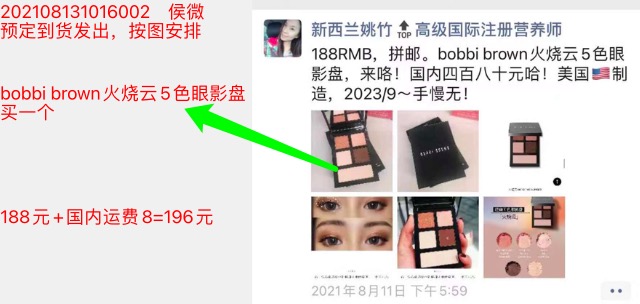 202108131016002 侯微
预定到货发出，按图安排
bobbi brown火烧云5色眼影盘
买一个
188元+国内运费8=196元
新西兰姚竹TOP高级国际注册营养师
188RMB，拼邮。bobbi brown火烧云5色眼
影盘，来咯！国内四百八十元哈！美国🇺🇸制
造，2023/9～手慢无！
BOBBI BROWN
2021年8月11日 下午5:59